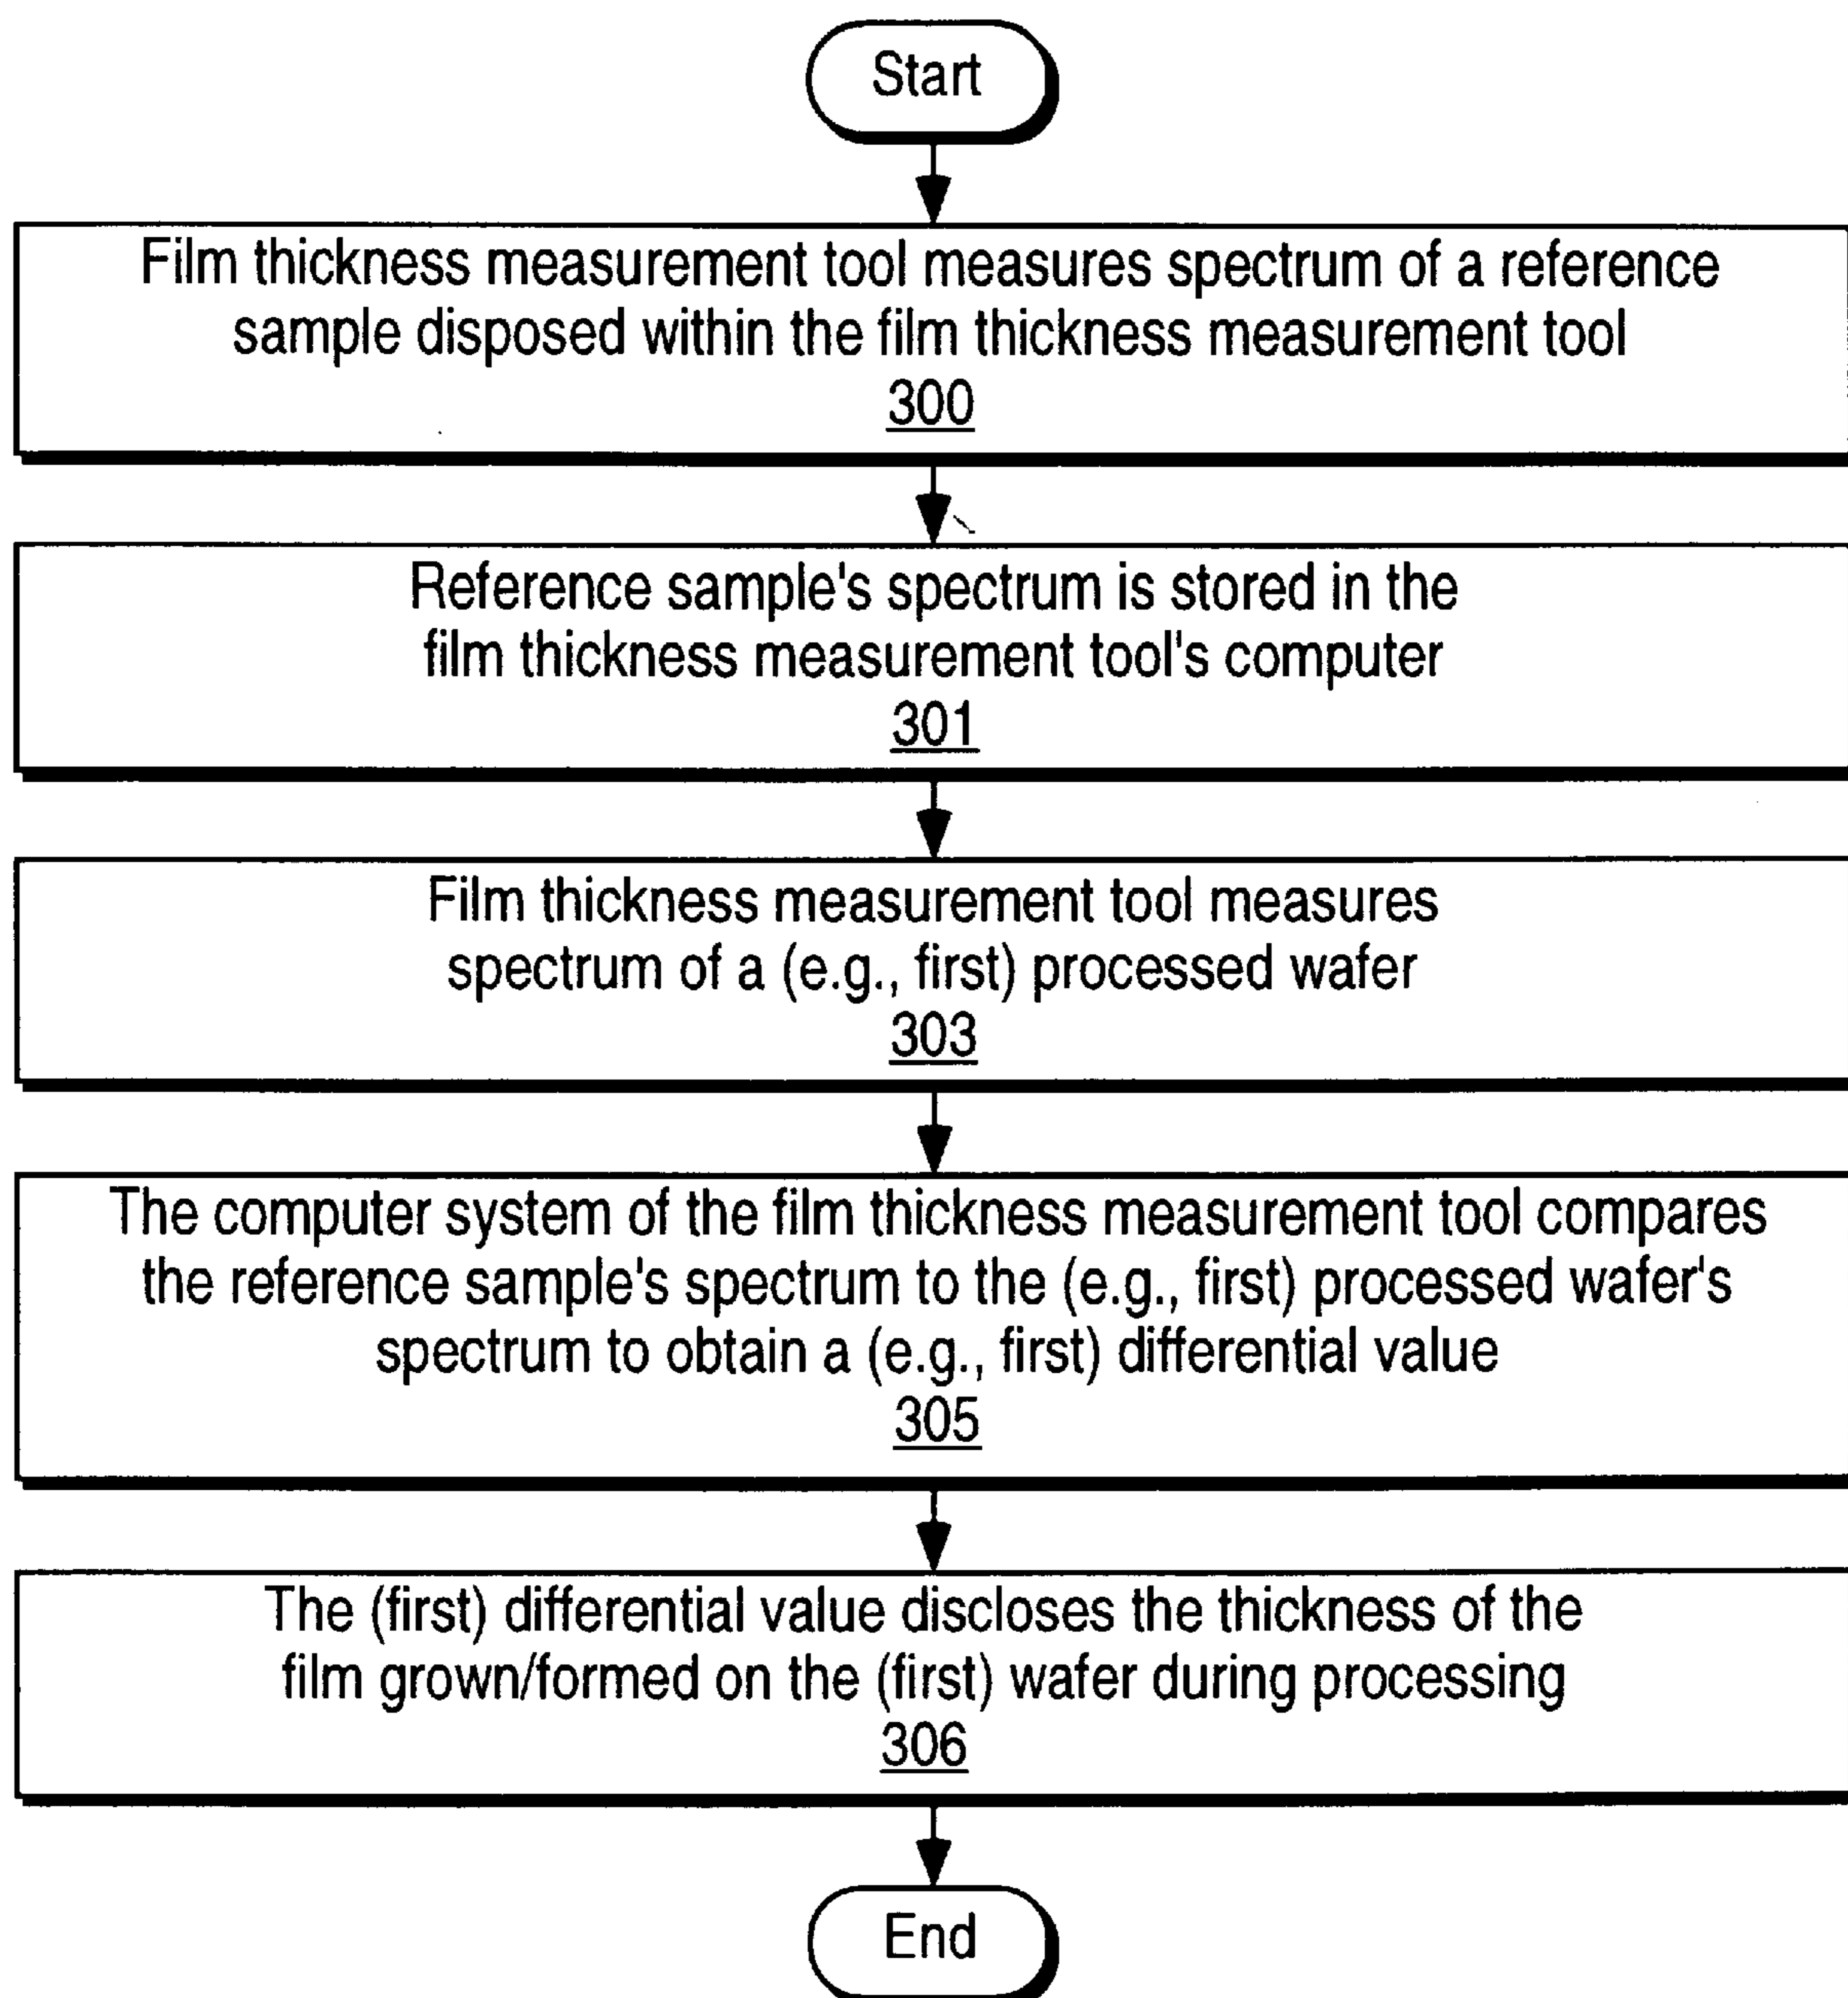 Start
Film thickness measurement tool measures spectrum of a reference
sample disposed within the film thickness measurement tool
300
Reference sample's spectrum is stored in the
film thickness measurement tool's computer
301
Film thickness measurement tool measures
spectrum of a (e.g., first) processed wafer
303
The computer system of the film thickness measurement tool compares
the reference sample's spectrum to the (e.g., first) processed wafer's
spectrum to obtain a (e.g., first) differential value
305
The (first) differential value discloses the thickness of the
film grown/formed on the (first) wafer during processing
306
End